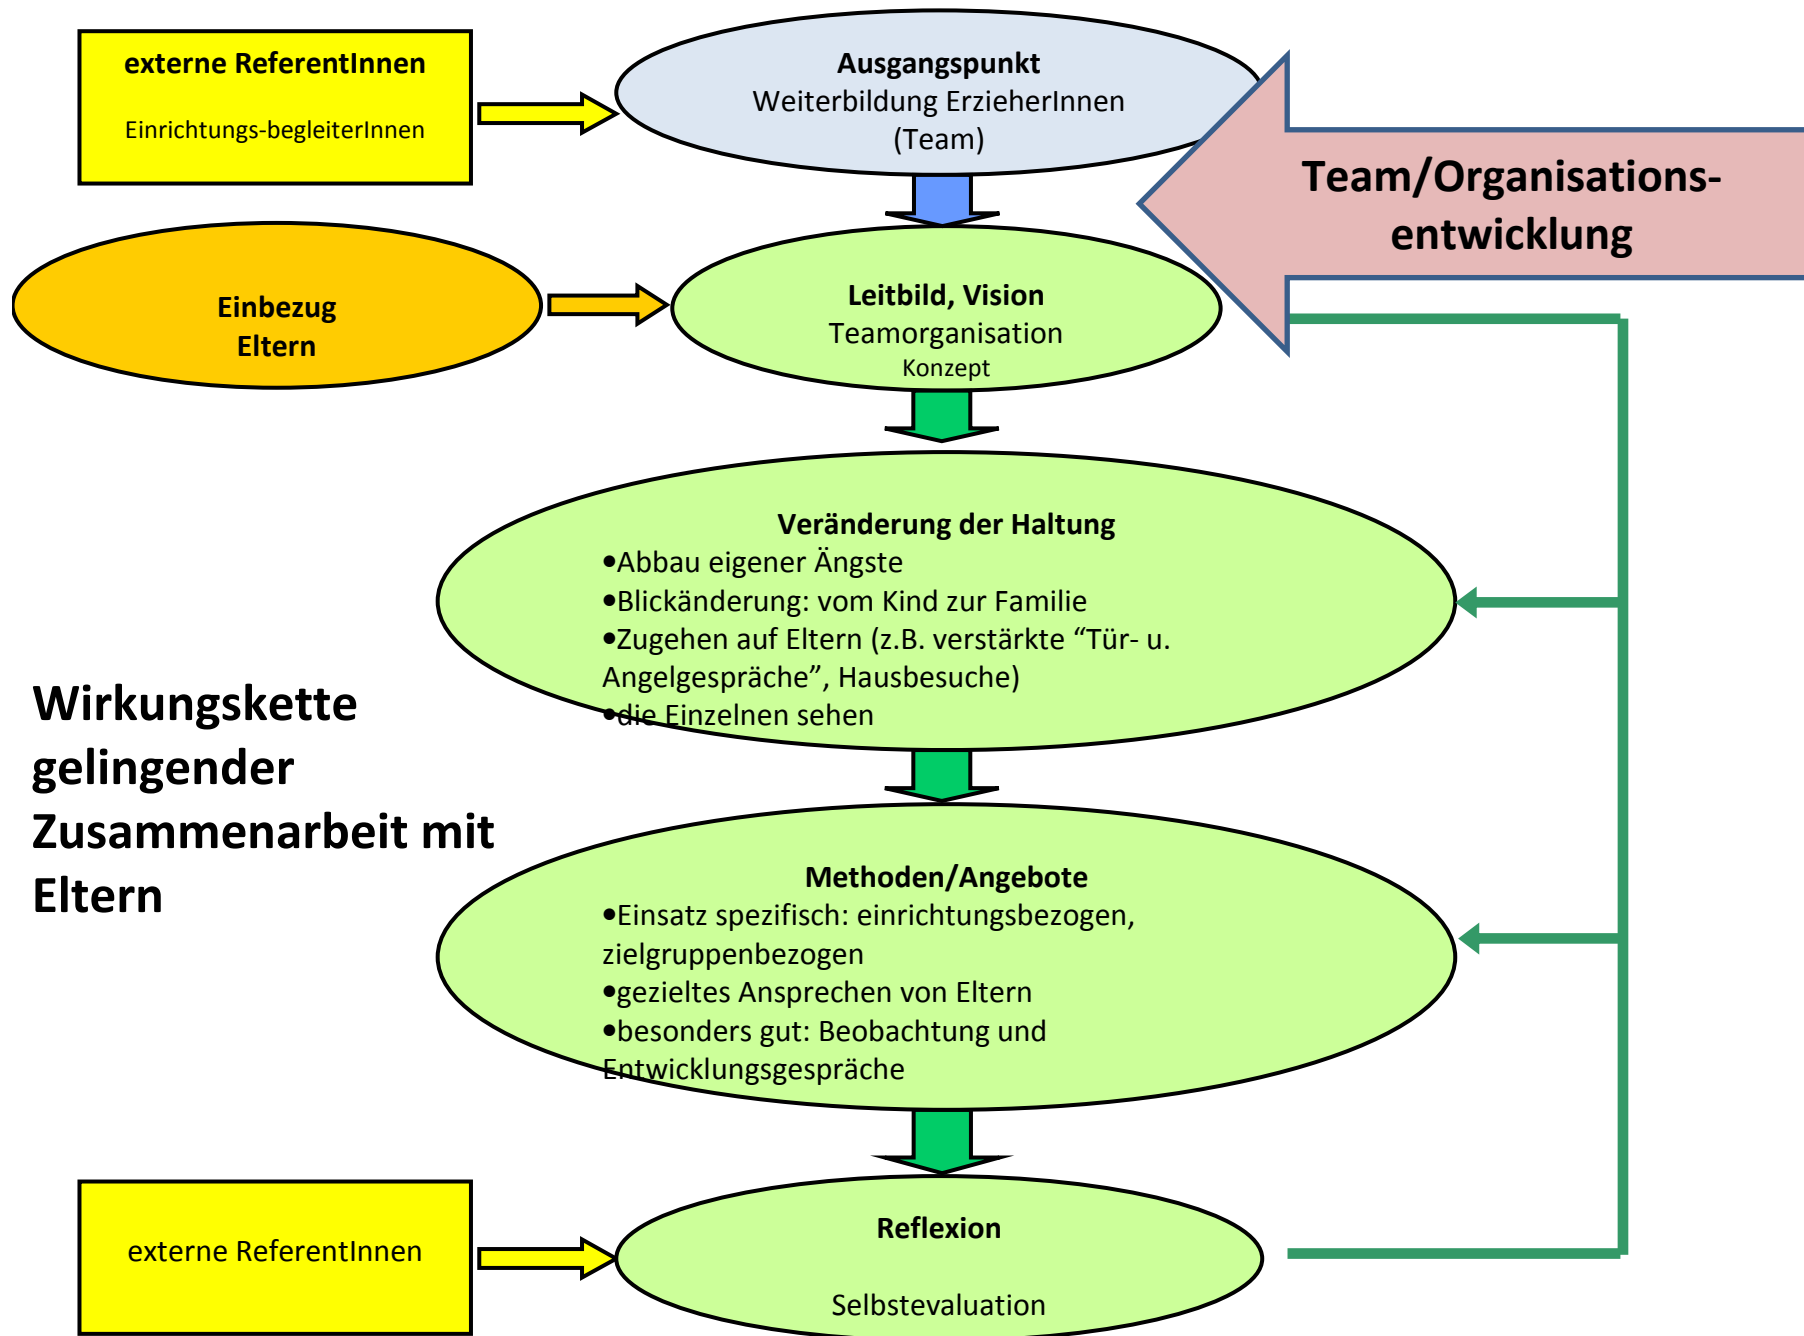 externe ReferentInnen
Einrichtungs-begleiterInnen
Ausgangspunkt
Weiterbildung ErzieherInnen
(Team)
Team/Organisations-
entwicklung
Einbezug
Eltern
Leitbild, Vision
Teamorganisation
Konzept
Veränderung der Haltung
•Abbau eigener Ängste
•Blickänderung: vom Kind zur Familie
•Zugehen auf Eltern (z.B. verstärkte “Tür- u.
Angelgespräche”, Hausbesuche)
•die Einzelnen sehen
Wirkungskette
gelingender
Zusammenarbeit mit
Eltern
Methoden/Angebote
•Einsatz spezifisch: einrichtungsbezogen,
zielgruppenbezogen
•gezieltes Ansprechen von Eltern
•besonders gut: Beobachtung und
Entwicklungsgespräche
externe ReferentInnen
Reflexion
Selbstevaluation